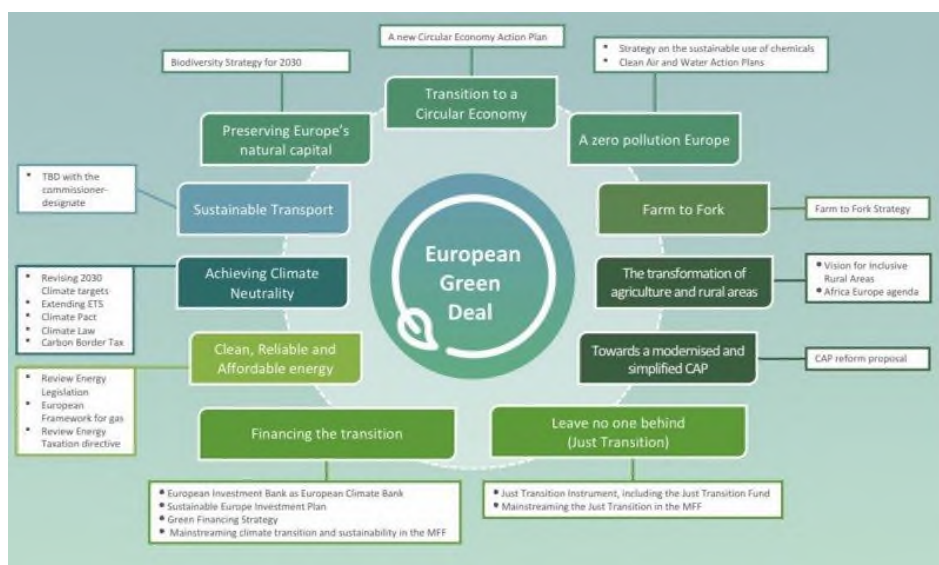 A new Circular Economy Action Plan
Biodiversity Strategy for 2030
Strategy on the sustainable use of chemicals
Clean Air and Water Action Plans
Transition to a
Circular Economy
Preserving Europe's
natural capital
A zero pollution Europe
TBD with the
commissioner-
designate
Sustainable Transport
European
Green
Deal
Farm to Fork
Farm to Fork Strategy
Revising 2030
Climate targets
Extending ETS
Climate Pact
Climate Law
Carbon Border Tax
Achieving Climate
Neutrality
The transformation of
agriculture and rural areas
Vision for Inclusive
Rural Areas
Africa Europe agenda
Review Energy
Legislation
European
Framework for gas
Review Energy
Taxation directive
Clean, Reliable and
Affordable energy
Towards a modernised and
simplified CAP
CAP reform proposal
Financing the transition
Leave no one behind
(Just Transition)
European Investment Bank as European Climate Bank
Sustainable Europe Investment Plan
Green Financing Strategy
Mainstreaming climate transition and sustainability in the MFF
Just Transition Instrument, including the Just Transition Fund
Mainstreaming the Just Transition in the MFF